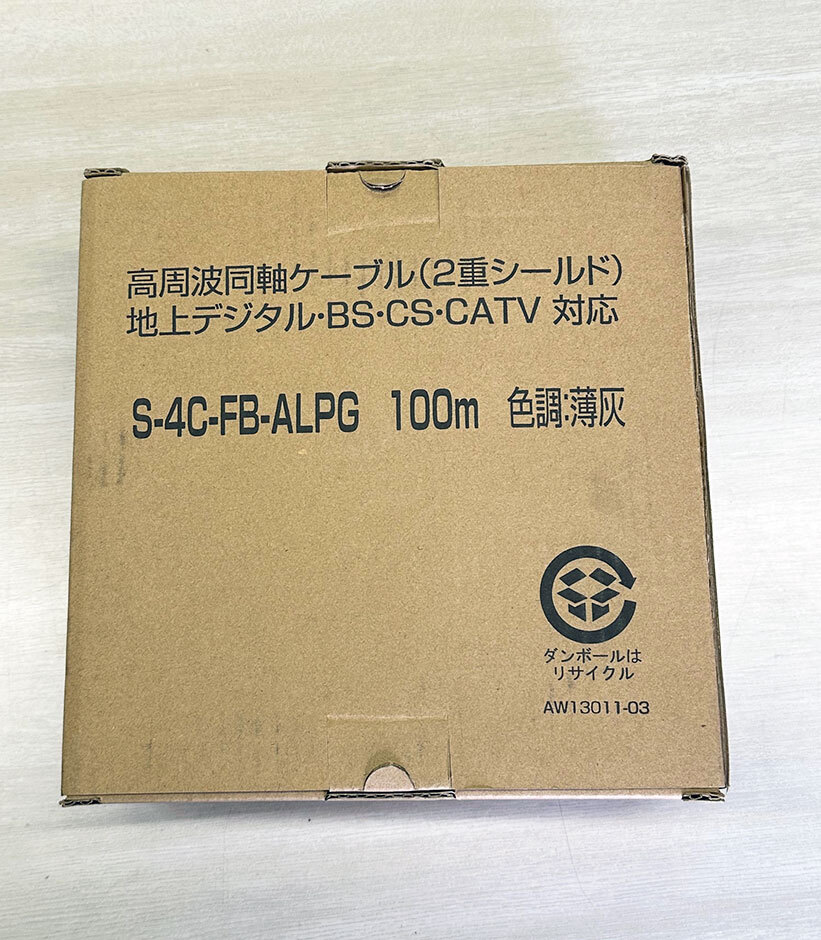 高周波同軸ケーブル(2重シールド)
地上デジタル・BS・CS・CATV 対応
S-4C-FB-ALPG 100m 色調:薄灰
ダンボールは
リサイクル
AW13011-03